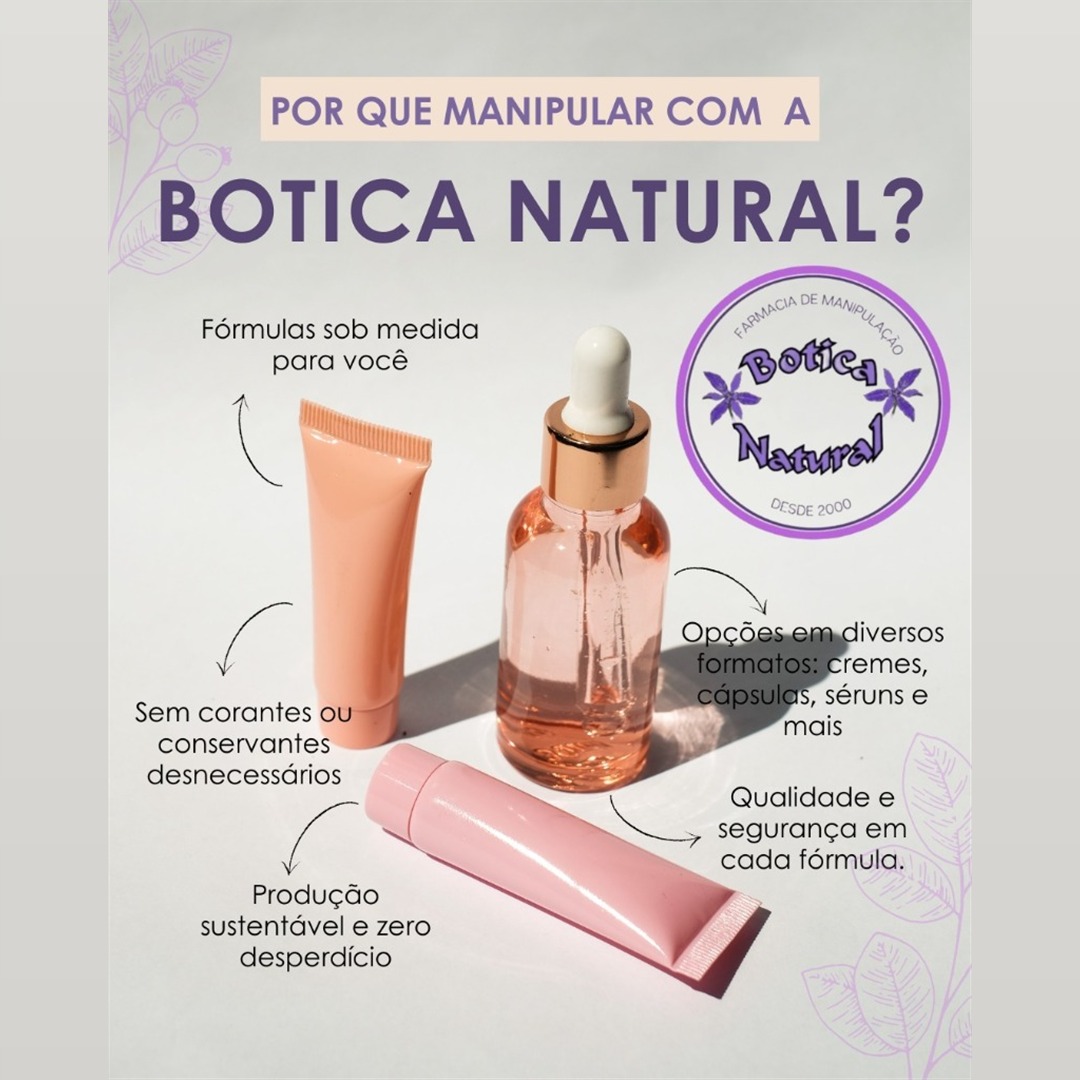 POR QUE MANIPULAR COM A
BOTICA NATURAL?
FARMACIA DE MANIPULAÇÃO
Botica
Natural
DESDE 2000
Fórmulas sob medida
para você
Opções em diversos
formatos: cremes,
cápsulas, séruns e
mais
Sem corantes ou
conservantes
desnecessários
Qualidade e
segurança em
cada fórmula.
Produção
sustentável e zero
desperdício